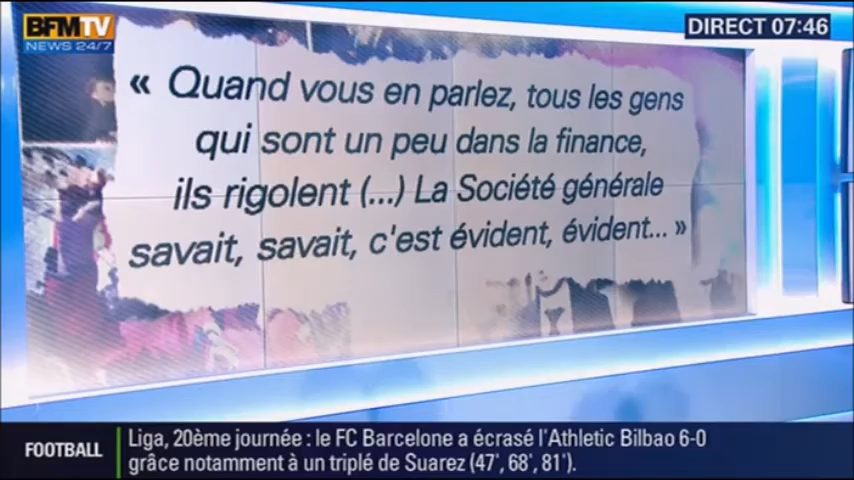 BFMTV
NEWS 24/7
DIRECT 07:46
« Quand vous en parlez, tous les gens
qui sont un peu dans la finance,
ils rigolent (...) La Société générale
savait, savait, c'est évident, évident... »
FOOTBALL
Liga, 20ème journée : le FC Barcelone a écrasé l'Athletic Bilbao 6-0
grâce notamment à un triplé de Suarez (47', 68', 81').